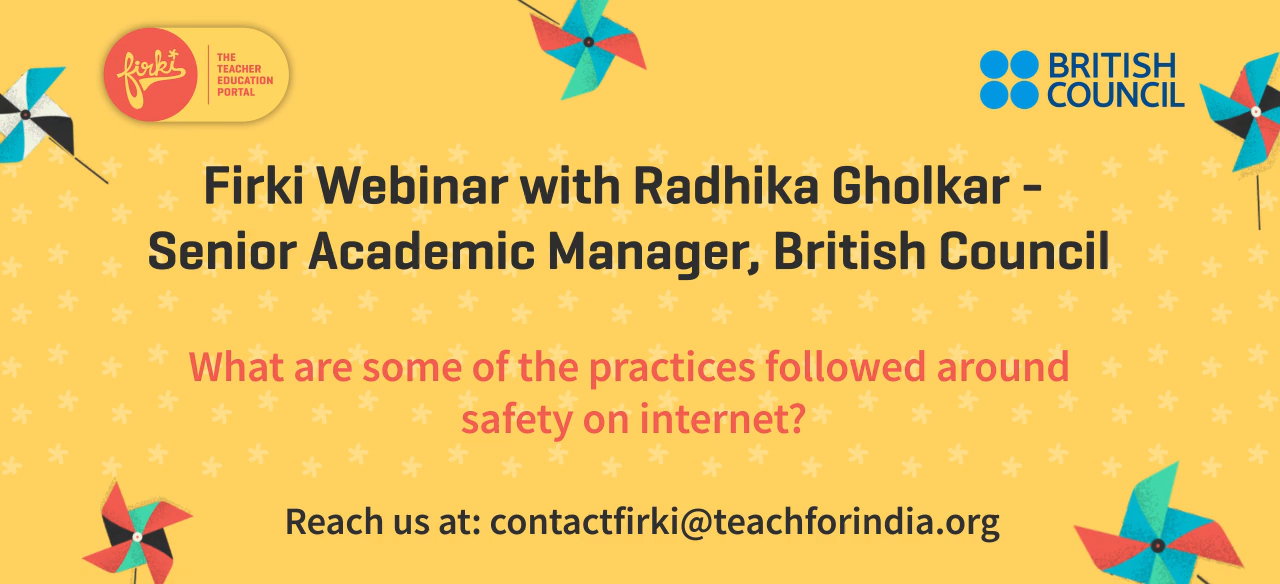 firki
THE
TEACHER
EDUCATION
PORTAL
BRITISH
COUNCIL
Firki Webinar with Radhika Gholkar -
Senior Academic Manager, British Council
What are some of the practices followed around
safety on internet?
Reach us at: contactfirki@teachforindia.org